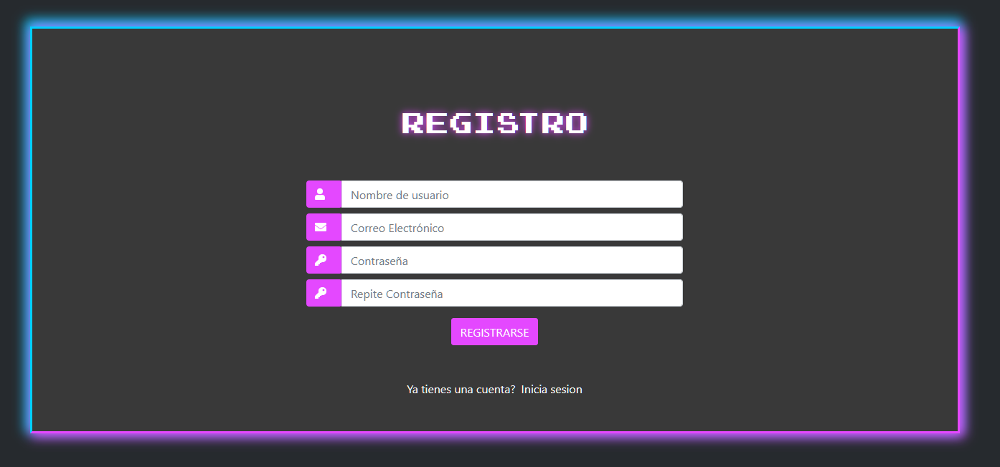 REGISTRO
Nombre de usuario
Correo Electrónico
Contraseña
Repite Contraseña
REGISTRARSE
Ya tienes una cuenta? Inicia sesion